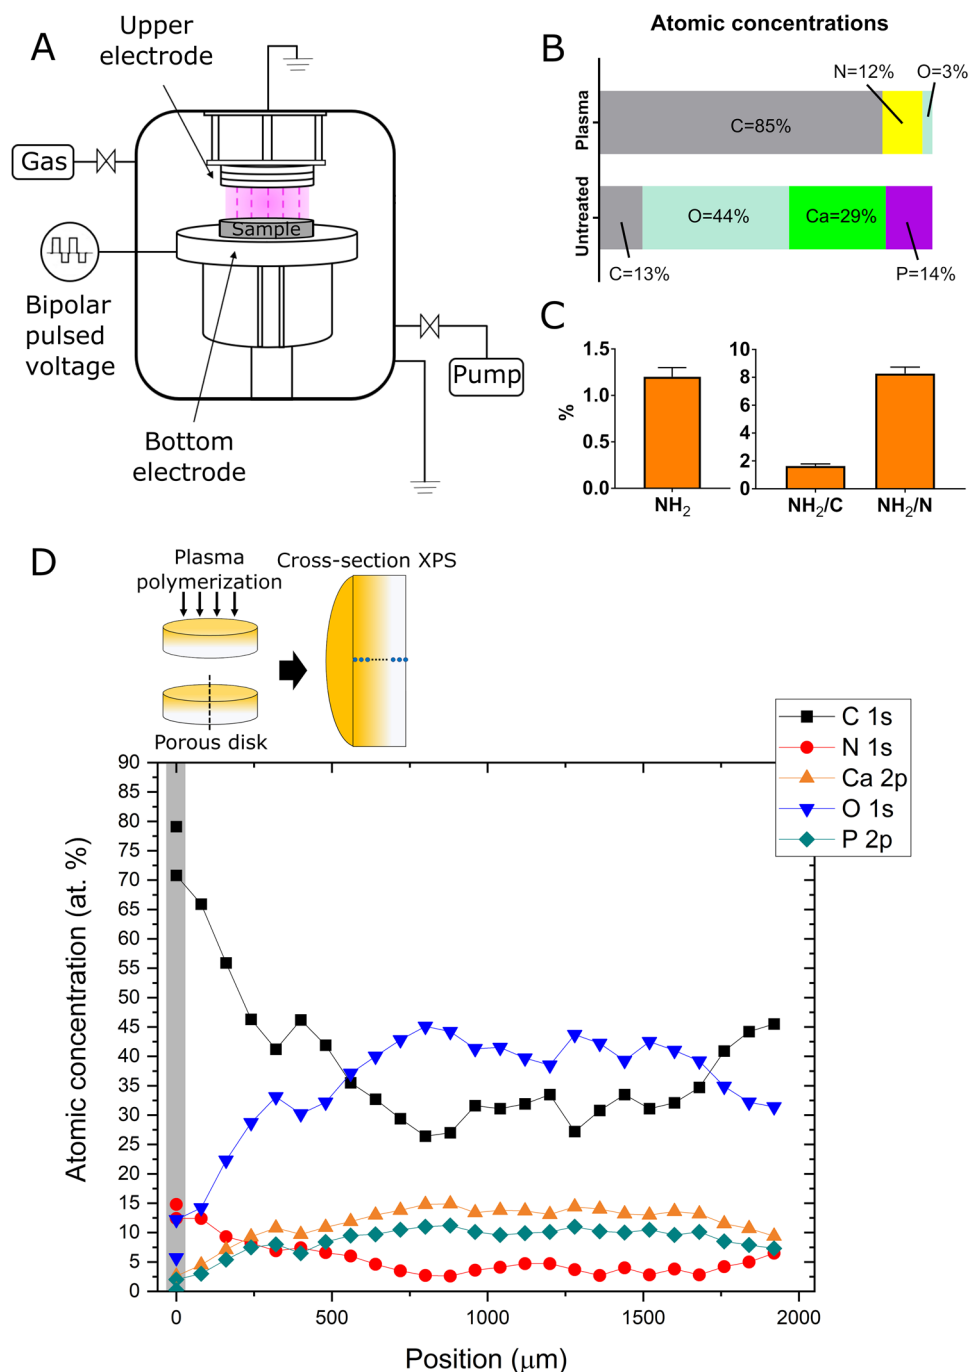 A
Upper
electrode
Gas
Sample
Bipolar
pulsed
voltage
Pump
Bottom
electrode
B
Atomic concentrations
N=12%
O=3%
Plasma
C=85%
Untreated
O=44%
Ca=29%
C=13%
P=14%
C
%
1.5
1.0
0.5
0.0
NH₂
10
8
6
4
2
0
NH₂/C
NH₂/N
D
Plasma
polymerization
Cross-section XPS
Porous disk
C 1s
N 1s
Ca 2p
O 1s
P 2p
Atomic concentration (at. %)
90
85
80
75
70
65
60
55
50
45
40
35
30
25
20
15
10
5
0
0
500
1000
1500
2000
Position (μm)